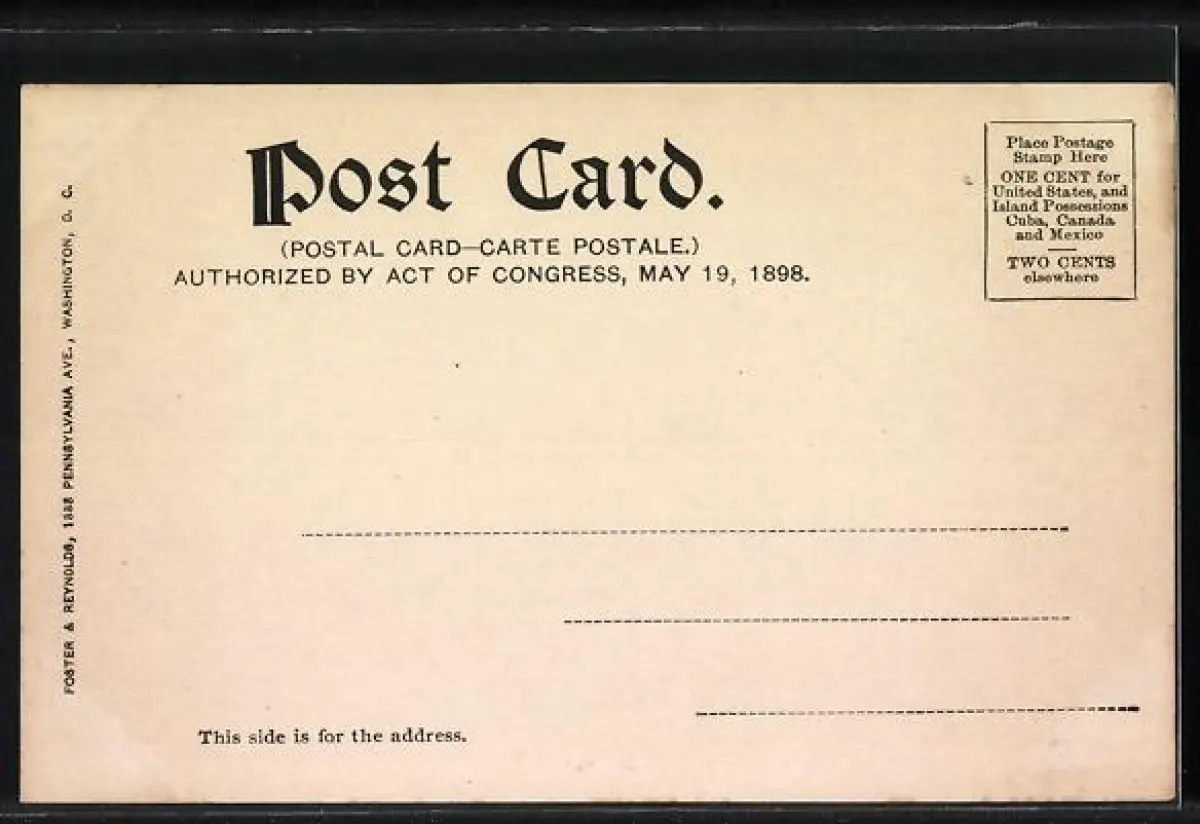 Post Card.
(POSTAL CARD—CARTE POSTALE.)
AUTHORIZED BY ACT OF CONGRESS, MAY 19, 1898.
Place Postage
Stamp Here
ONE CENT for
United States, and
Island Possessions
Cuba, Canada
and Mexico
TWO CENTS
elsewhere
FOSTER & REYNOLDS, PENNSYLVANIA AVE., WASHINGTON, D. C.
This side is for the address.